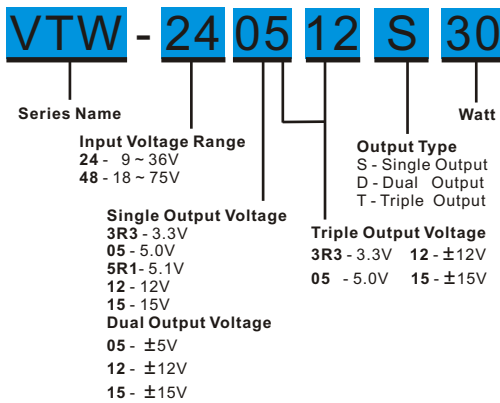 VTW - 24 05 12 S 30
Series Name
Watt
Input Voltage Range
24 - 9 ~ 36V
48 - 18 ~ 75V
Output Type
S - Single Output
D - Dual Output
T - Triple Output
Single Output Voltage
3R3 - 3.3V
05 - 5.0V
5R1- 5.1V
12 - 12V
15 - 15V
Triple Output Voltage
3R3 - 3.3V 12 - ±12V
05 - 5.0V 15 - ±15V
Dual Output Voltage
05 - ±5V
12 - ±12V
15 - ±15V